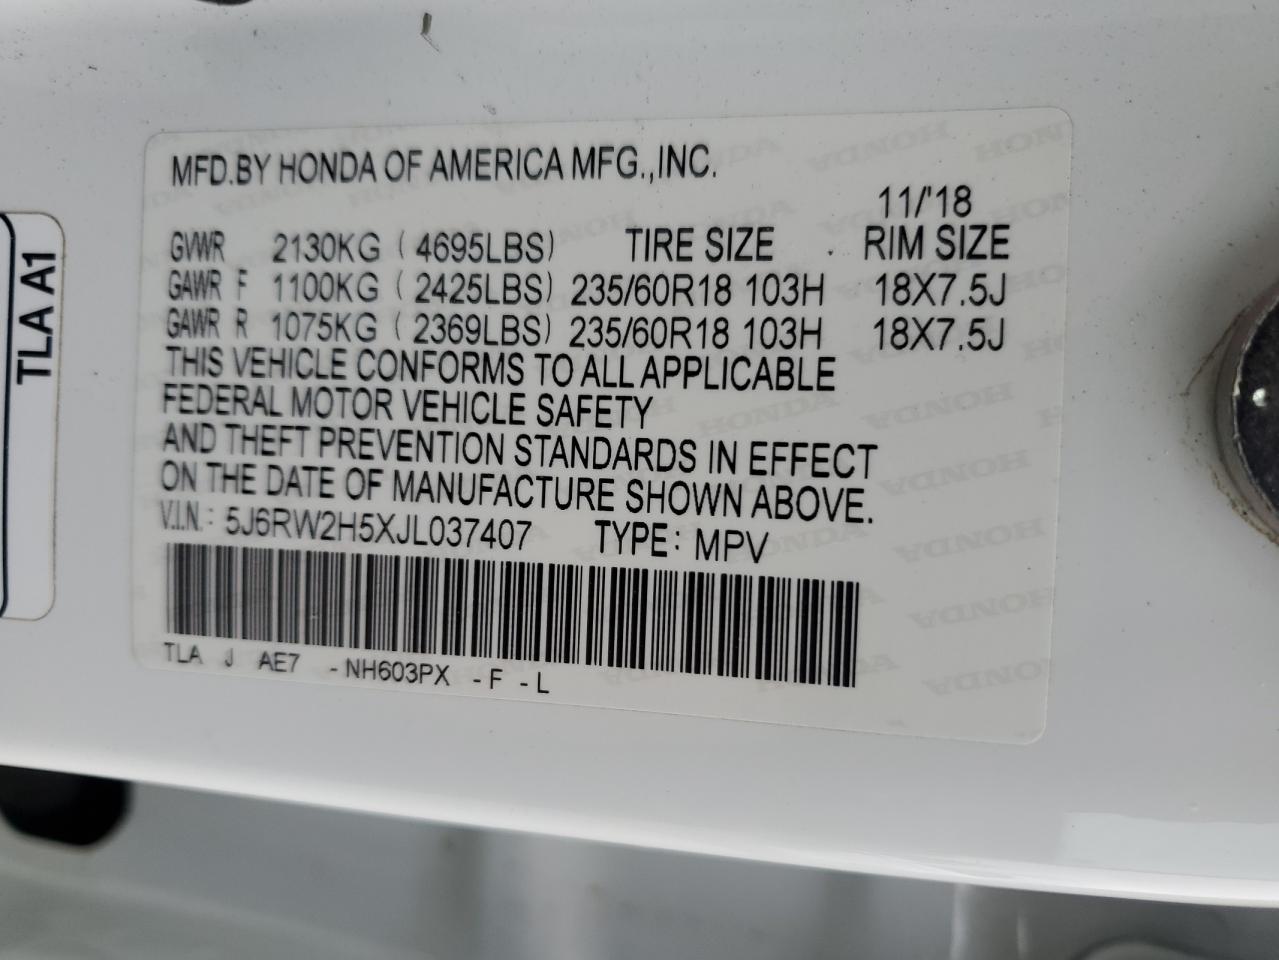 MFD.BY HONDA OF AMERICA MFG.,INC.
11/'18
GVWR 2130KG ( 4695LBS) TIRE SIZE RIM SIZE
GAWR F 1100KG ( 2425LBS) 235/60R18 103H 18X7.5J
GAWR R 1075KG ( 2369LBS) 235/60R18 103H 18X7.5J
THIS VEHICLE CONFORMS TO ALL APPLICABLE
FEDERAL MOTOR VEHICLE SAFETY
AND THEFT PREVENTION STANDARDS IN EFFECT
ON THE DATE OF MANUFACTURE SHOWN ABOVE.
V.I.N.: 5J6RW2H5XJL037407 TYPE: MPV
TLA J AE7 -NH603PX -F -L
TLA A1